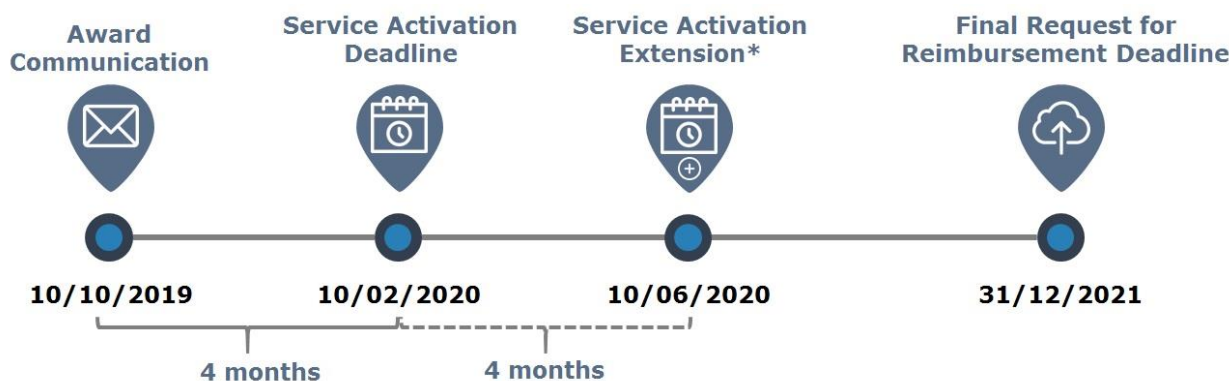 Award
Communication
Service Activation
Deadline
Service Activation
Extension*
Final Request for
Reimbursement Deadline
10/10/2019
10/02/2020
10/06/2020
31/12/2021
4 months
4 months